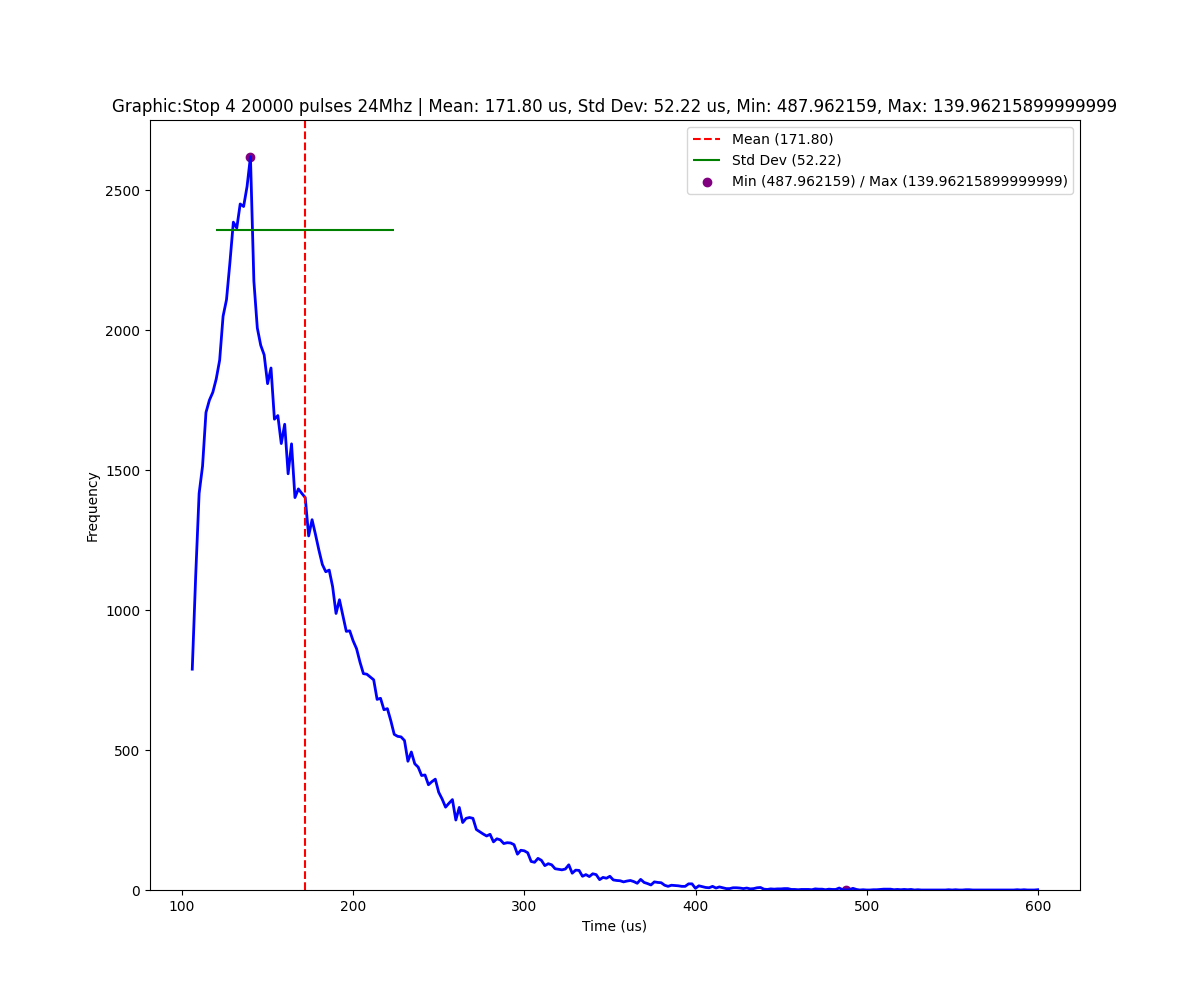 Graphic:Stop 4 20000 pulses 24Mhz | Mean: 171.80 us, Std Dev: 52.22 us, Min: 487.962159, Max: 139.96215899999999
Mean (171.80)
Std Dev (52.22)
Min (487.962159) / Max (139.96215899999999)
2500
2000
1500
1000
500
0
Frequency
100 200 300 400 500 600
Time (us)